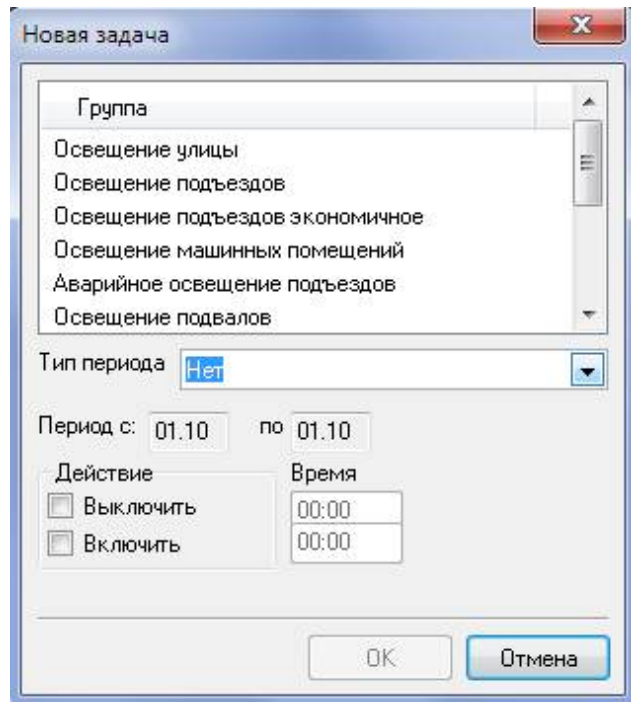 Новая задача
Группа
Освещение улицы
Освещение подъездов
Освещение подъездов экономичное
Освещение машинных помещений
Аварийное освещение подъездов
Освещение подвалов
Тип периода Нет
Период с: 01.10 по 01.10
Действие Время
Выключить 00:00
Включить 00:00
OK Отмена